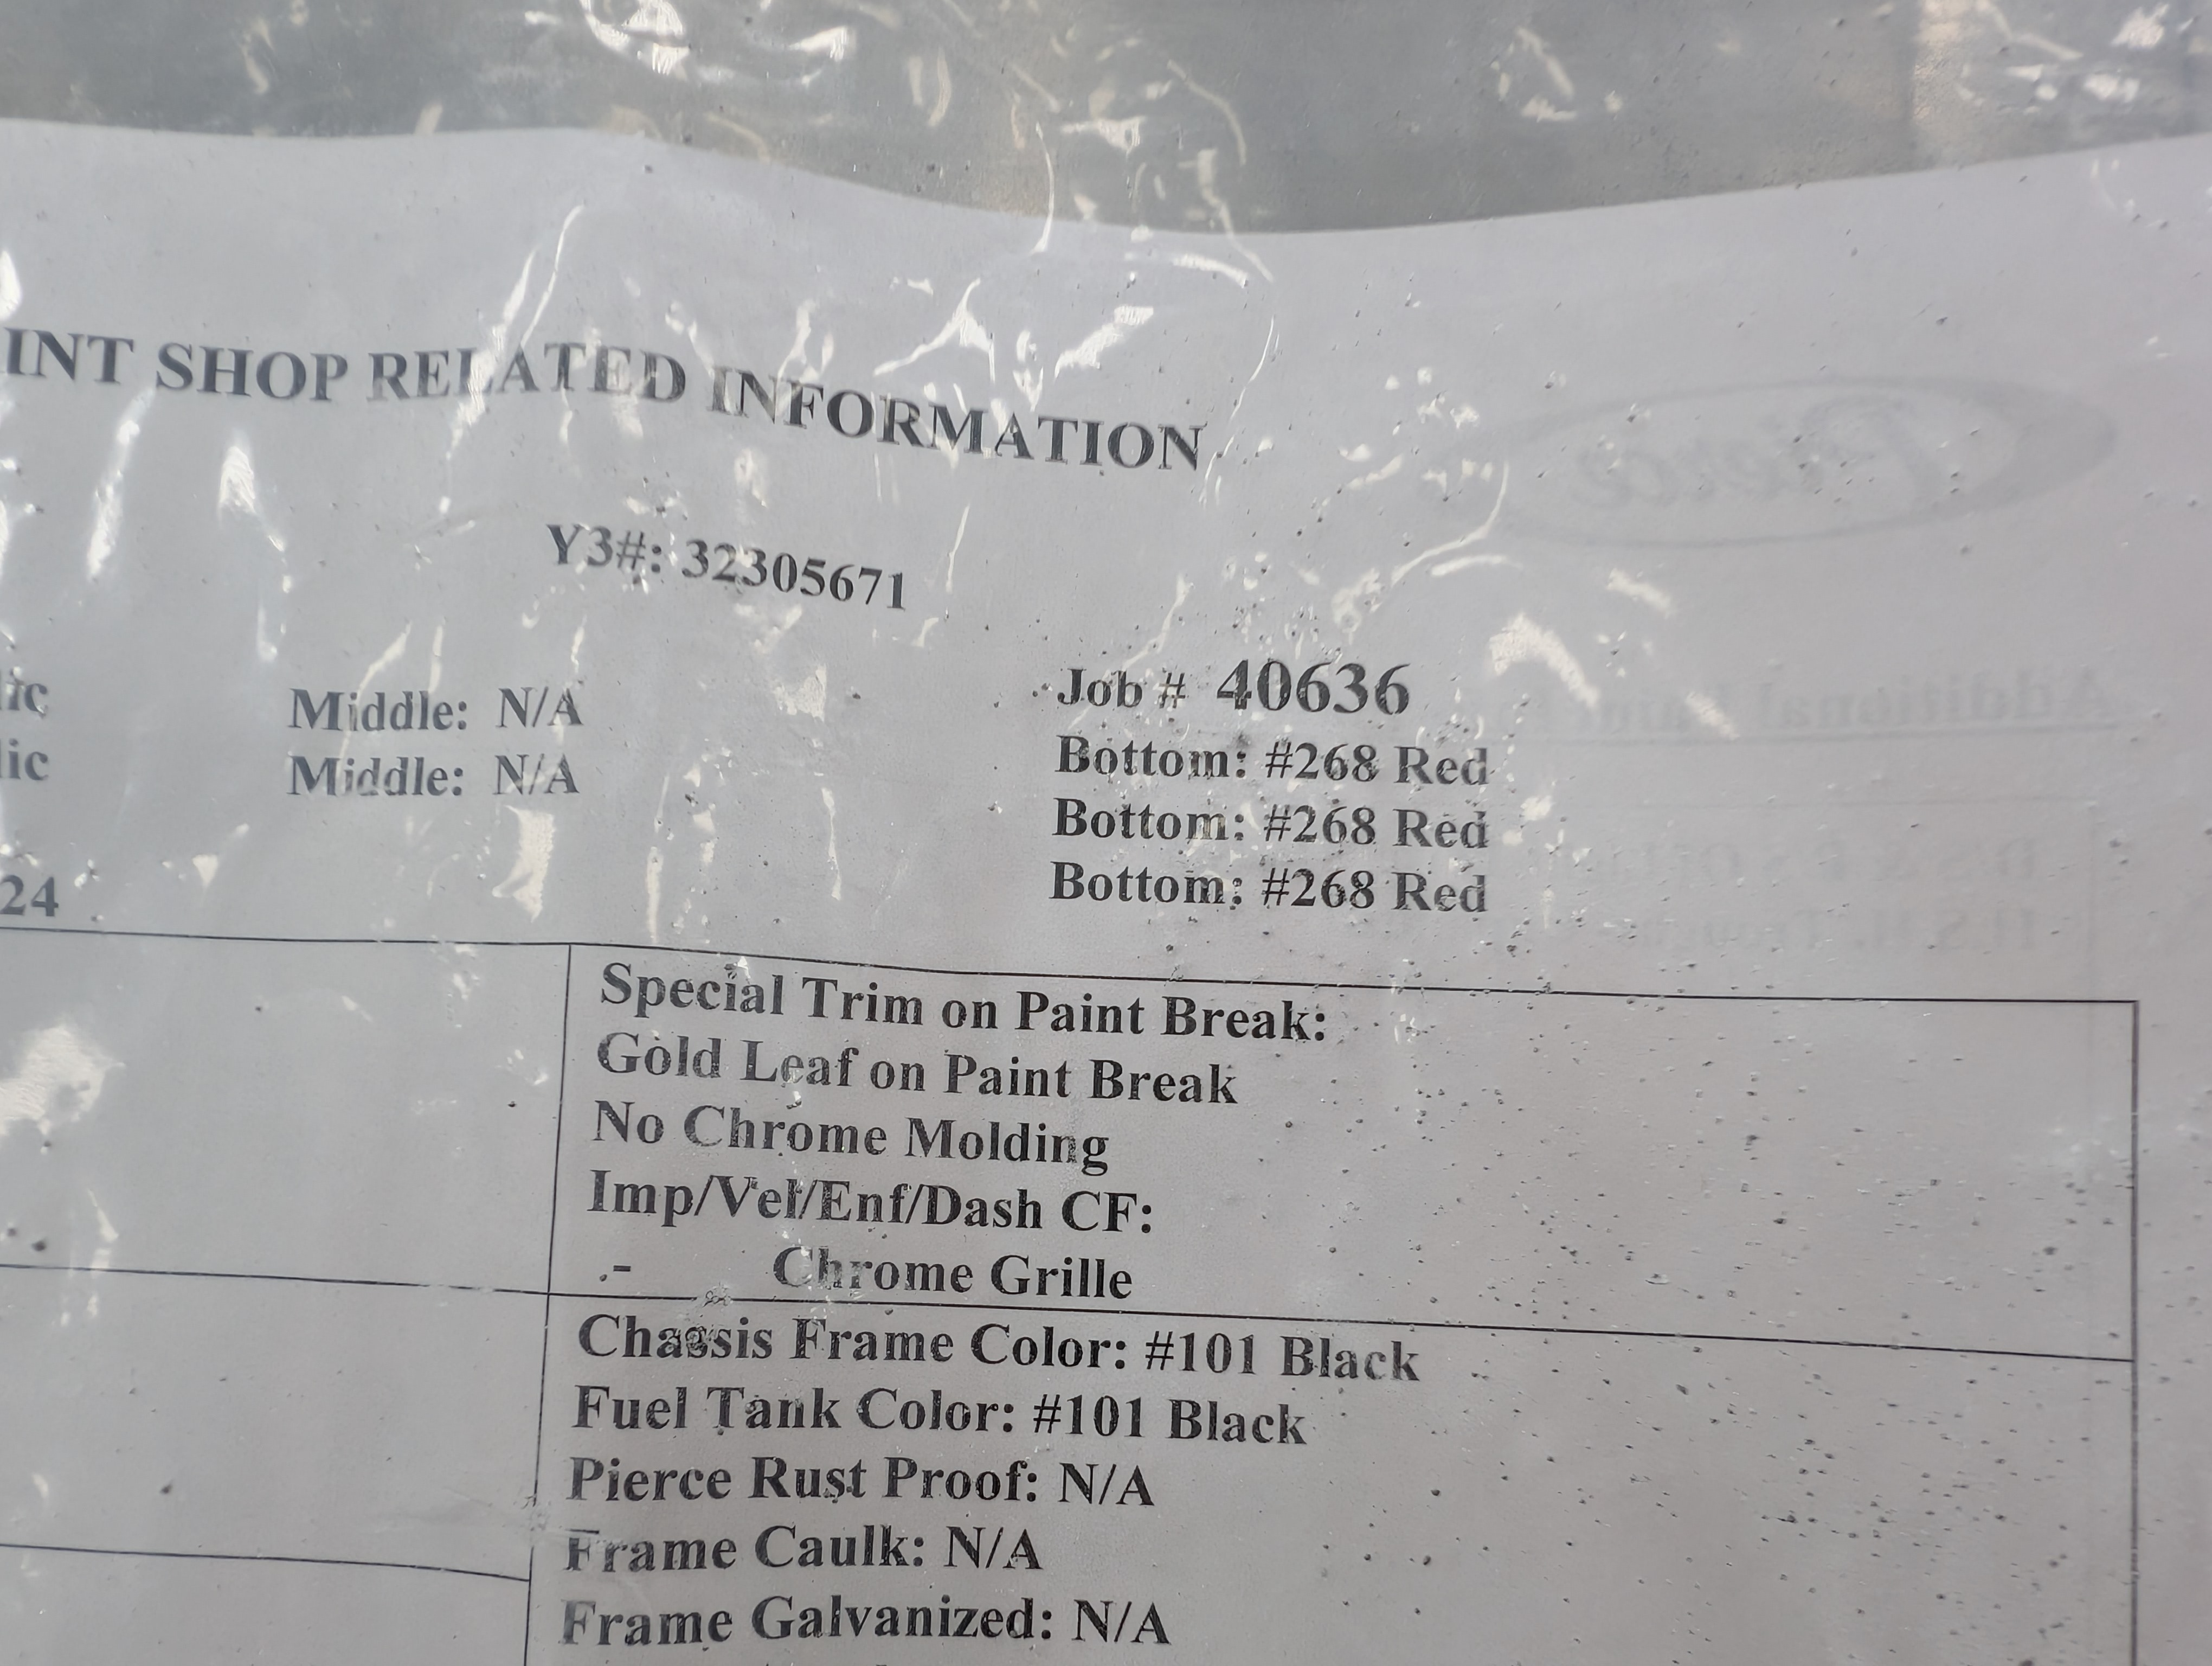 INT SHOP RELATED INFORMATION
Y3#: 32305671
Job # 40636
lic Middle: N/A Bottom: #268 Red
lic Middle: N/A Bottom: #268 Red
Bottom: #268 Red
24
Special Trim on Paint Break:
Gold Leaf on Paint Break
No Chrome Molding
Imp/Vel/Enf/Dash CF:
.- Chrome Grille
Chassis Frame Color: #101 Black
Fuel Tank Color: #101 Black
Pierce Rust Proof: N/A
Frame Caulk: N/A
Frame Galvanized: N/A